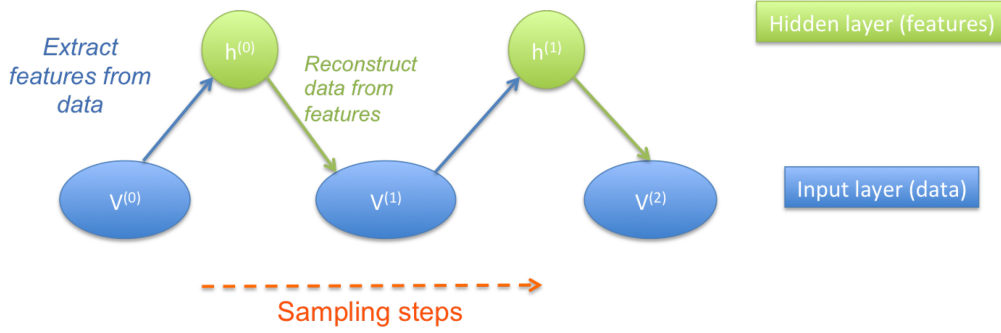 Hidden layer (features)
h⁽⁰⁾
h⁽¹⁾
Extract
features from
data
Reconstruct
data from
features
V⁽⁰⁾
V⁽¹⁾
V⁽²⁾
Input layer (data)
Sampling steps